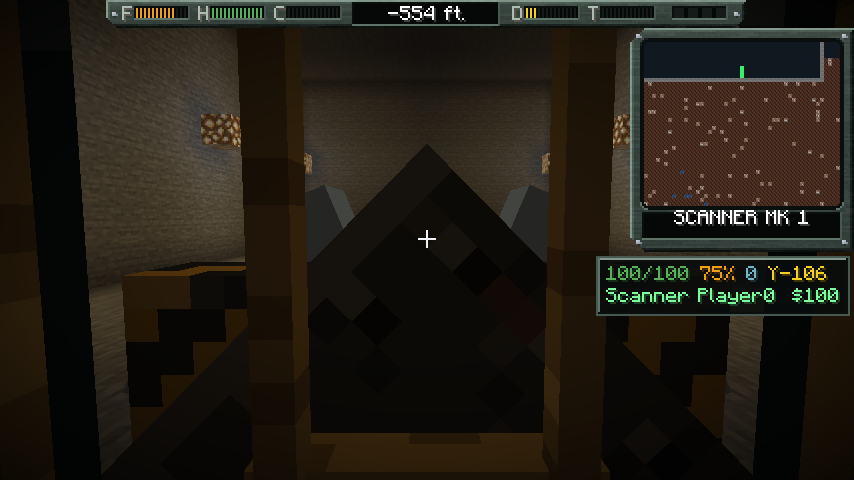 F H C -554 ft. D T
SCANNER MK 1
100/100 75% 0 Y-106
Scanner Player0 $100